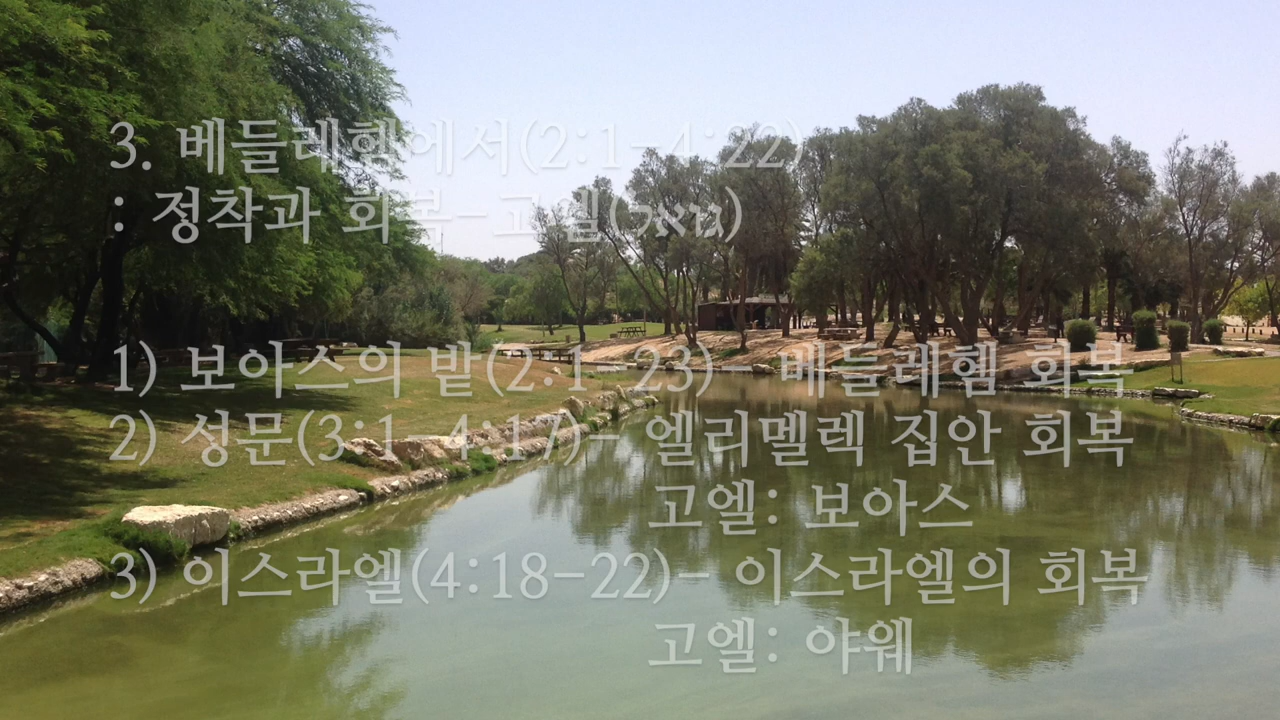 3. 베들레헴에서(2:1-4:22)
: 정착과 회복-고엘(גאל)
1) 보아스의 밭(2:1-23)- 베들레헴 회복
2) 성문(3:1-4:17)- 엘리멜렉 집안 회복
고엘: 보아스
3) 이스라엘(4:18-22)- 이스라엘의 회복
고엘: 야웨